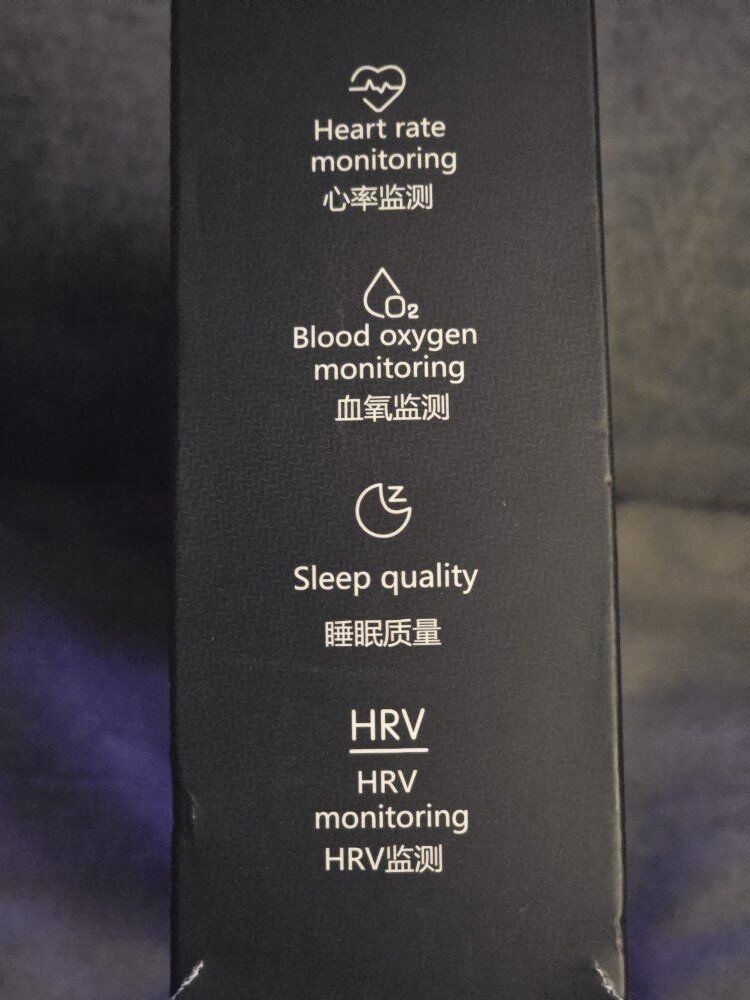 Heart rate
monitoring
心率监测
O2
Blood oxygen
monitoring
血氧监测
z
Sleep quality
睡眠质量
HRV
HRV
monitoring
HRV监测